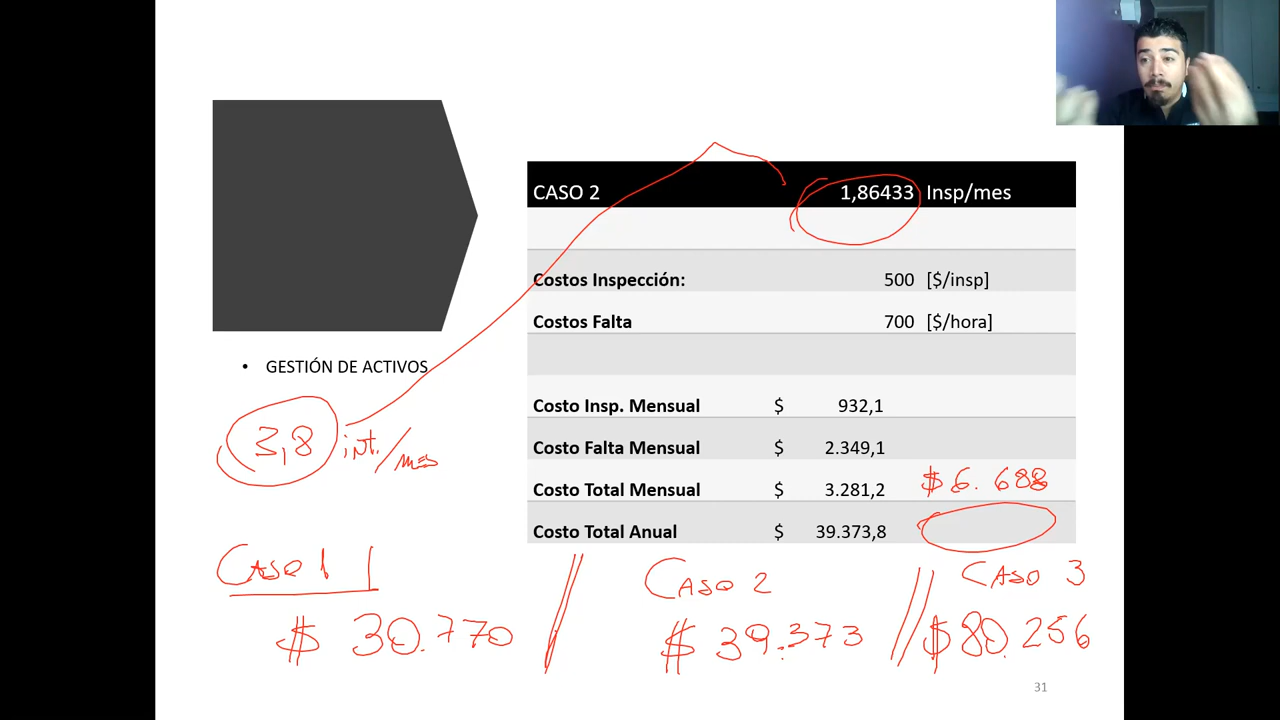 CASO 2 1,86433 Insp/mes
Costos Inspección: 500 [$/insp]
Costos Falta 700 [$/hora]
• GESTIÓN DE ACTIVOS
3,8 int./mes
Costo Insp. Mensual $ 932,1
Costo Falta Mensual $ 2.349,1
Costo Total Mensual $ 3.281,2 $6.688
Costo Total Anual $ 39.373,8
CASO 1
$ 30.770
CASO 2
$ 39.373
CASO 3
$80.256
31